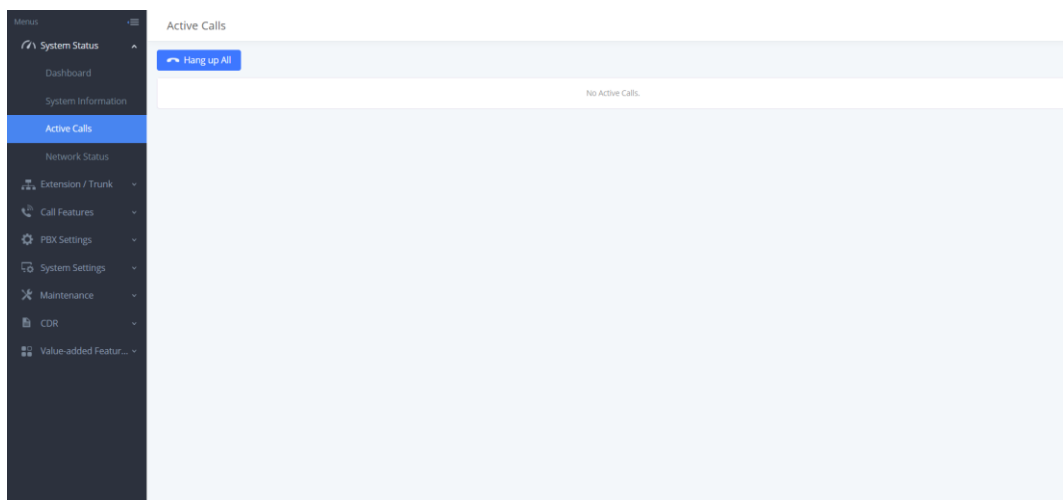 Menus
System Status
Dashboard
System Information
Active Calls
Network Status
Extension / Trunk
Call Features
PBX Settings
System Settings
Maintenance
CDR
Value-added Featur...
Active Calls
Hang up All
No Active Calls.